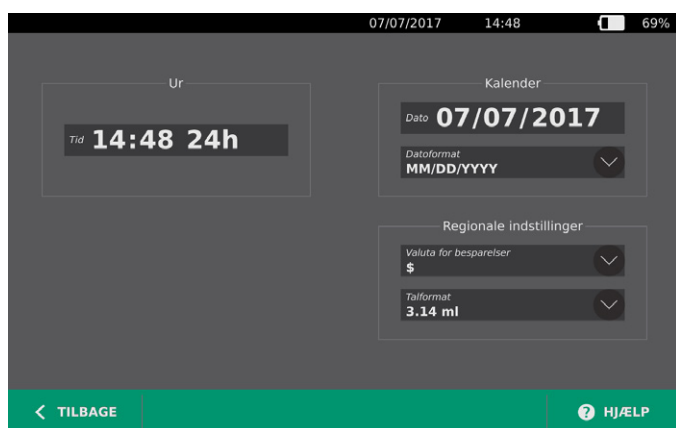 07/07/2017 14:48 69%
Ur
Tid 14:48 24h
Kalender
Dato 07/07/2017
Datoformat
MM/DD/YYYY
Regionale indstillinger
Valuta for besparelser
$
Talformat
3.14 ml
TILBAGE
? HJÆLP